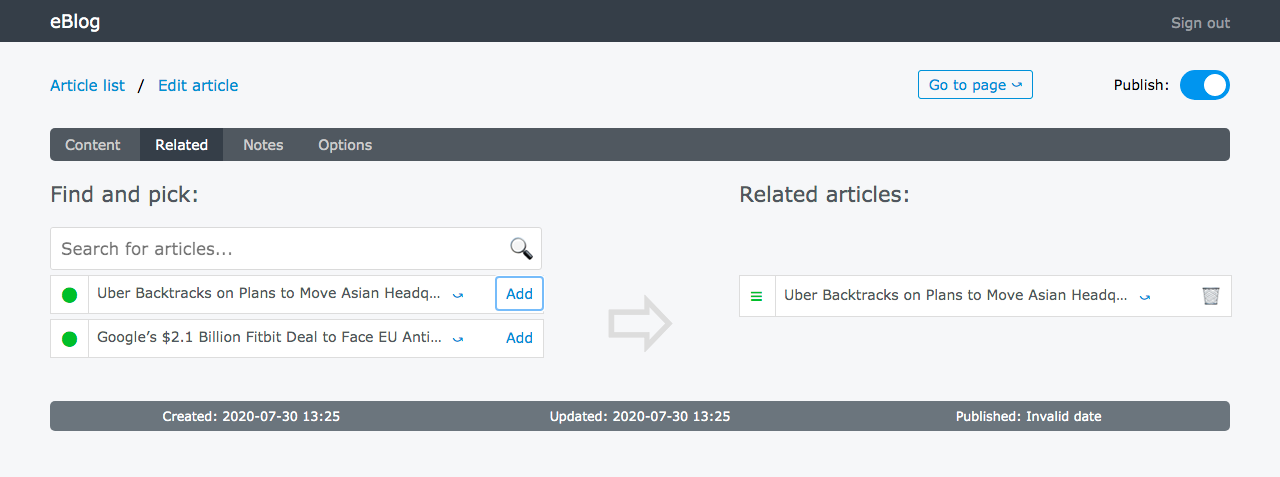 eBlog
Sign out
Article list / Edit article
Go to page
Publish:
Content Related Notes Options
Find and pick:
Related articles:
Search for articles...
Uber Backtracks on Plans to Move Asian Headq...
Add
Uber Backtracks on Plans to Move Asian Headq...
Google’s $2.1 Billion Fitbit Deal to Face EU Anti...
Add
Created: 2020-07-30 13:25
Updated: 2020-07-30 13:25
Published: Invalid date